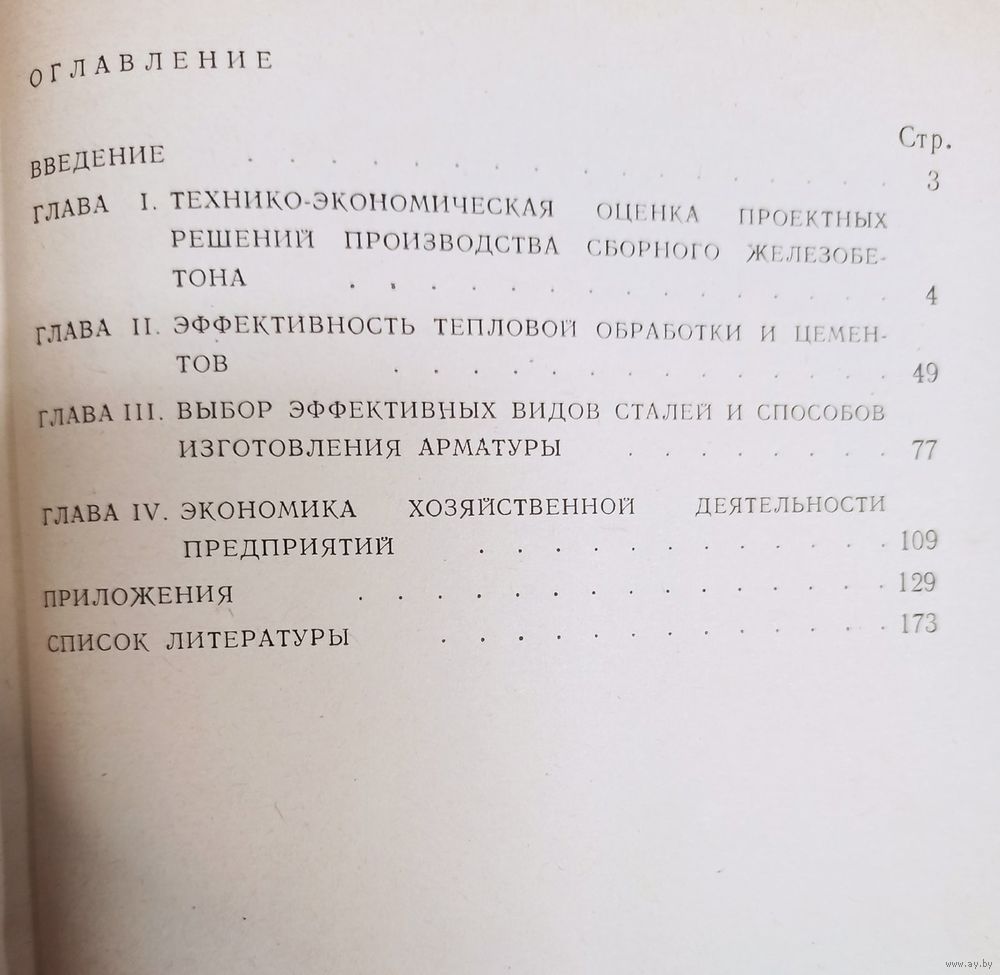 ОГЛАВЛЕНИЕ
Стр.
ВВЕДЕНИЕ . . . . . . . . . . . . . . . 3
ГЛАВА I. ТЕХНИКО-ЭКОНОМИЧЕСКАЯ ОЦЕНКА ПРОЕКТНЫХ
РЕШЕНИЙ ПРОИЗВОДСТВА СБОРНОГО ЖЕЛЕЗОБЕ-
ТОНА . . . . . . . . . . . . . . 4
ГЛАВА II. ЭФФЕКТИВНОСТЬ ТЕПЛОВОЙ ОБРАБОТКИ И ЦЕМЕН-
ТОВ . . . . . . . . . . . . . 49
ГЛАВА III. ВЫБОР ЭФФЕКТИВНЫХ ВИДОВ СТАЛЕЙ И СПОСОБОВ
ИЗГОТОВЛЕНИЯ АРМАТУРЫ . . . . . . . 77
ГЛАВА IV. ЭКОНОМИКА ХОЗЯЙСТВЕННОЙ ДЕЯТЕЛЬНОСТИ
ПРЕДПРИЯТИЙ . . . . . . . . . . . 109
ПРИЛОЖЕНИЯ . . . . . . . . . . . . . . 129
СПИСОК ЛИТЕРАТУРЫ . . . . . . . . . . . . 173
www.ay.by